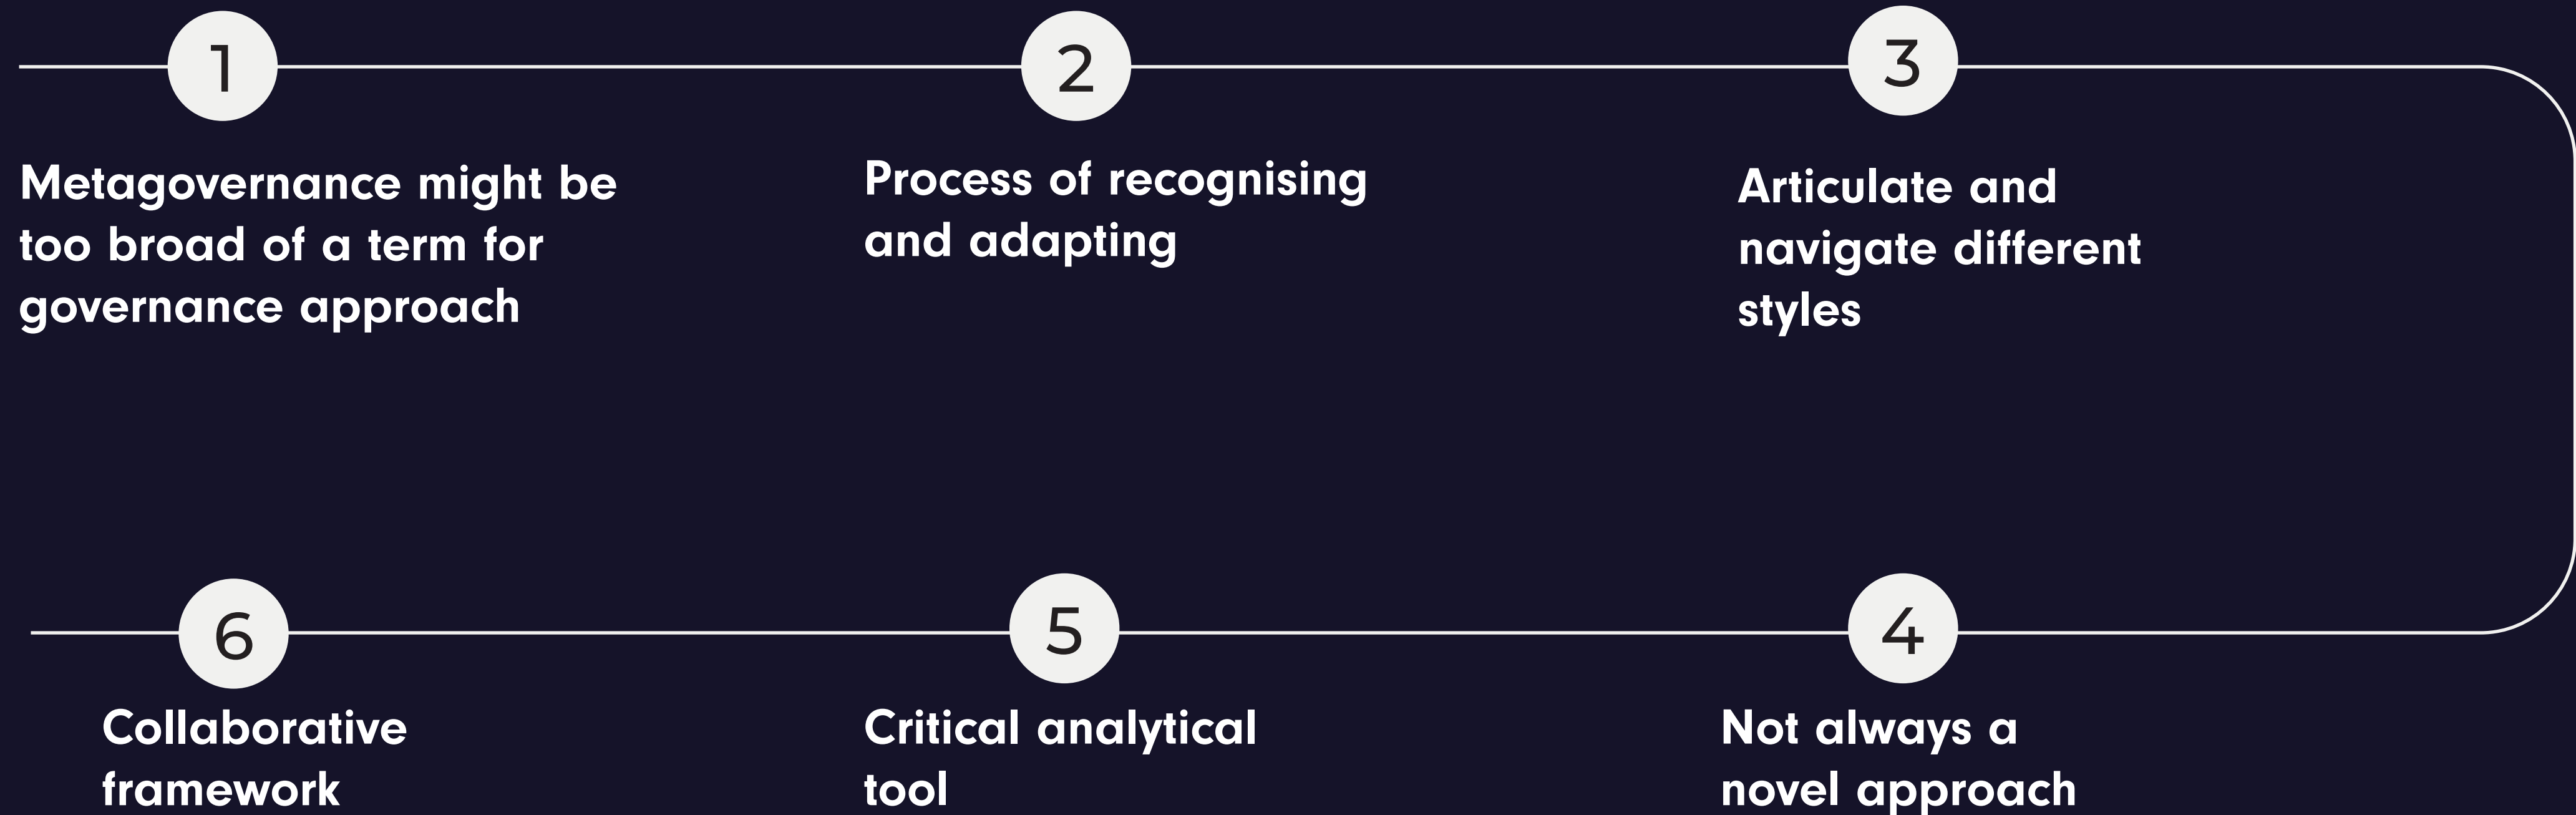 1
Metagovernance might be
too broad of a term for
governance approach
2
Process of recognising
and adapting
3
Articulate and
navigate different
styles
4
Not always a
novel approach
5
Critical analytical
tool
6
Collaborative
framework